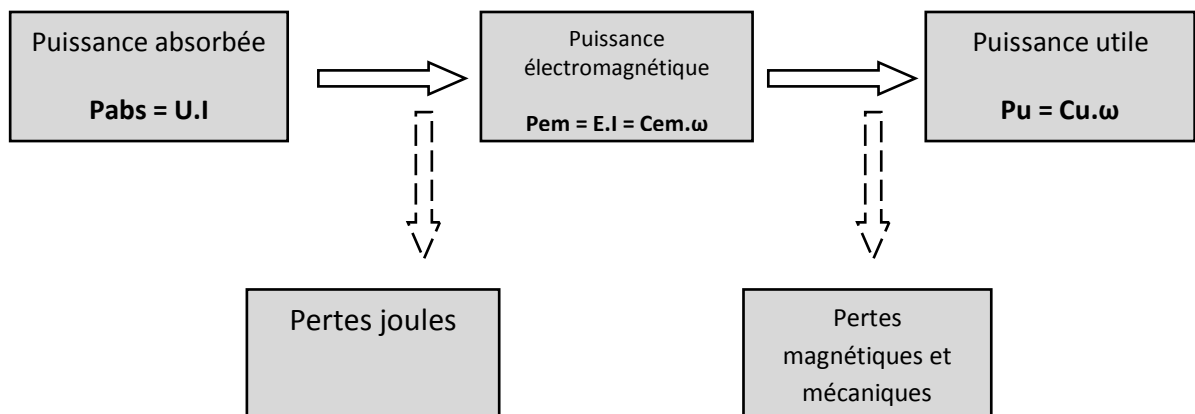 Puissance absorbée
Pabs = U.I
Puissance
électromagnétique
Pem = E.I = Cem.ω
Puissance utile
Pu = Cu.ω
Pertes joules
Pertes
magnétiques et
mécaniques